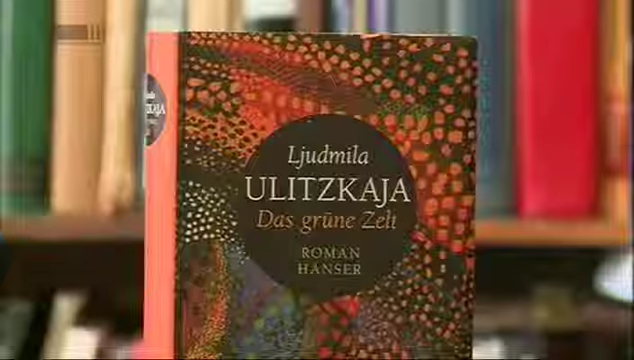 Ljudmila
ULITZKAJA
Das grüne Zelt
ROMAN
HANSER